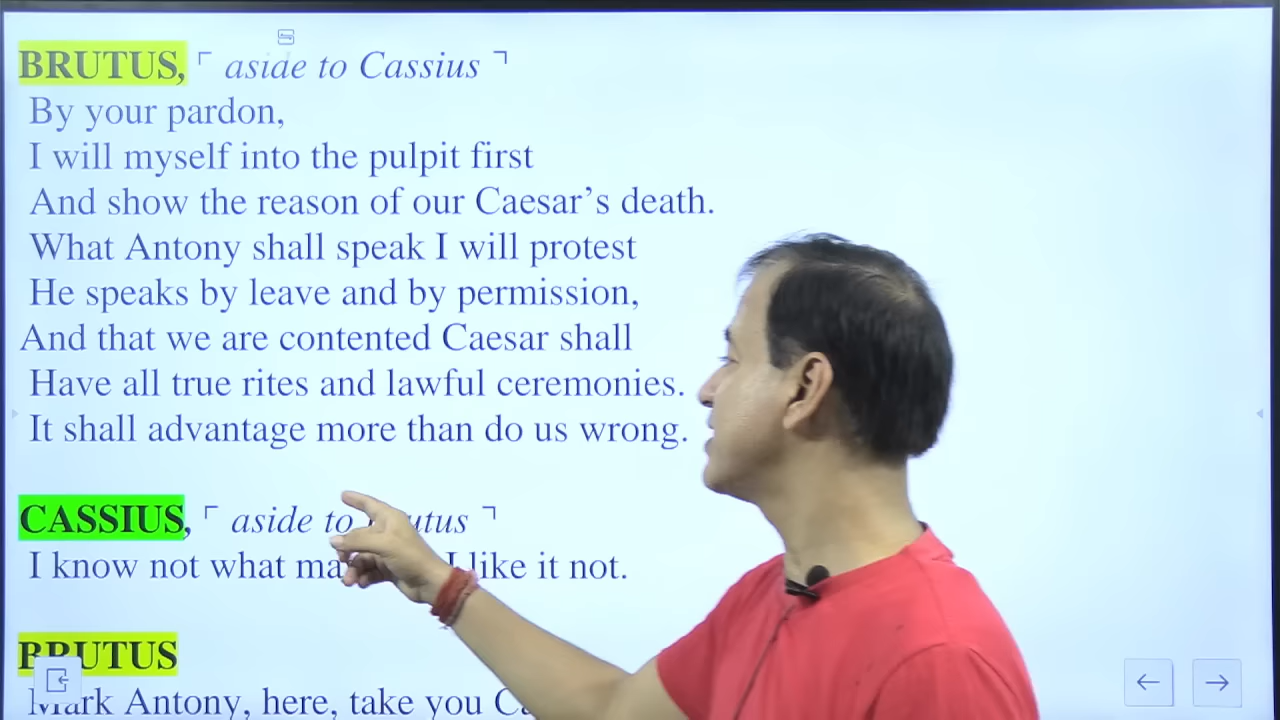 BRUTUS, ⌜ aside to Cassius ⌝
By your pardon,
I will myself into the pulpit first
And show the reason of our Caesar’s death.
What Antony shall speak I will protest
He speaks by leave and by permission,
And that we are contented Caesar shall
Have all true rites and lawful ceremonies.
It shall advantage more than do us wrong.
CASSIUS, ⌜ aside to Brutus ⌝
I know not what I like it not.
BRUTUS
Mark Antony, here, take you